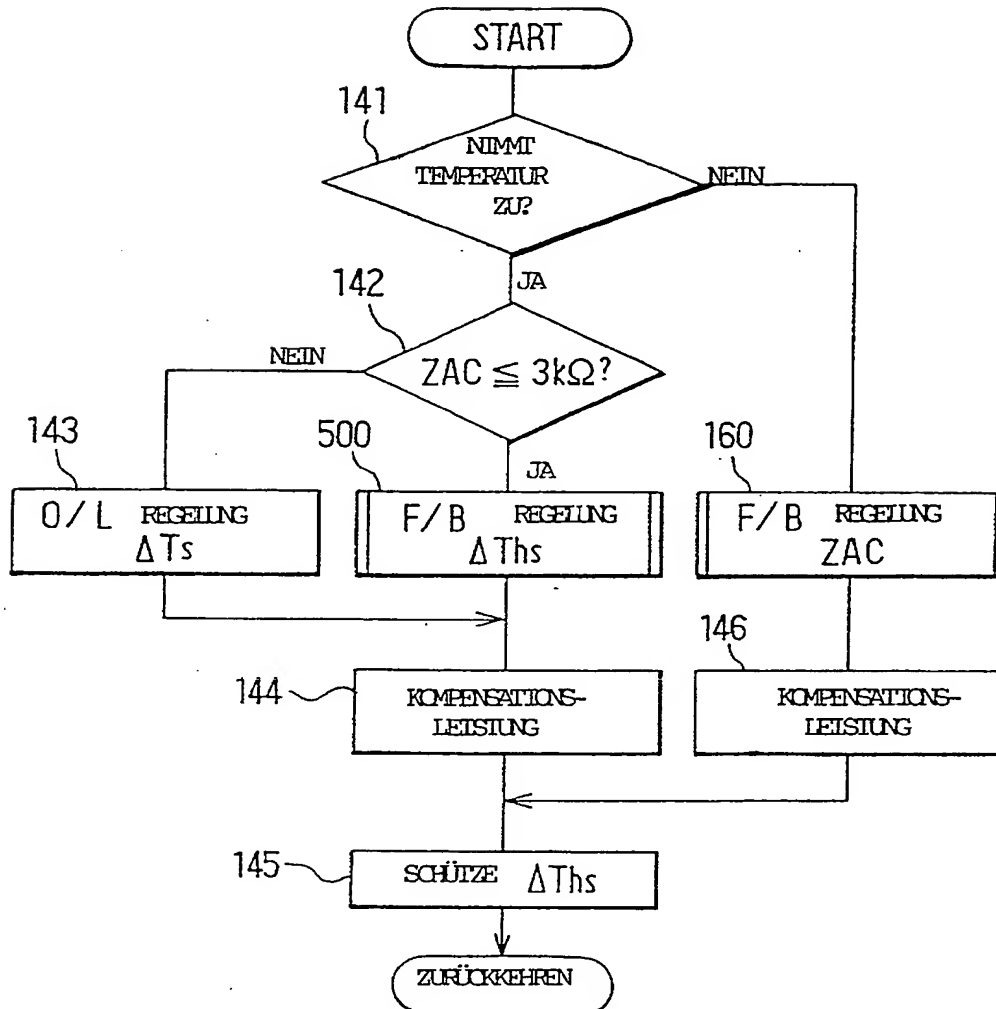 START
141
NIMMT
TEMPERATUR
ZU?
NEIN
JA
142
NEIN
ZAC ≦ 3kΩ?
JA
143
O/L REGELUNG
ΔTs
500
F/B REGELUNG
ΔThs
160
F/B REGELUNG
ZAC
144
KOMPENSATIONS-
LEISTUNG
146
KOMPENSATIONS-
LEISTUNG
145
SCHÜTZE ΔThs
ZURÜCKKEHREN